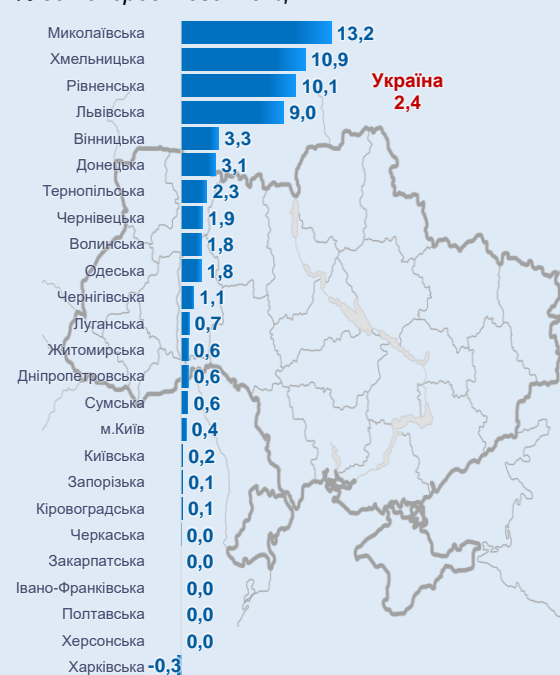 Миколаївська 13,2
Хмельницька 10,9
Рівненська 10,1
Україна
2,4
Львівська 9,0
Вінницька 3,3
Донецька 3,1
Тернопільська 2,3
Чернівецька 1,9
Волинська 1,8
Одеська 1,8
Чернігівська 1,1
Луганська 0,7
Житомирська 0,6
Дніпропетровська 0,6
Сумська 0,6
м.Київ 0,4
Київська 0,2
Запорізька 0,1
Кіровоградська 0,1
Черкаська 0,0
Закарпатська 0,0
Івано-Франківська 0,0
Полтавська 0,0
Херсонська 0,0
Харківська -0,3